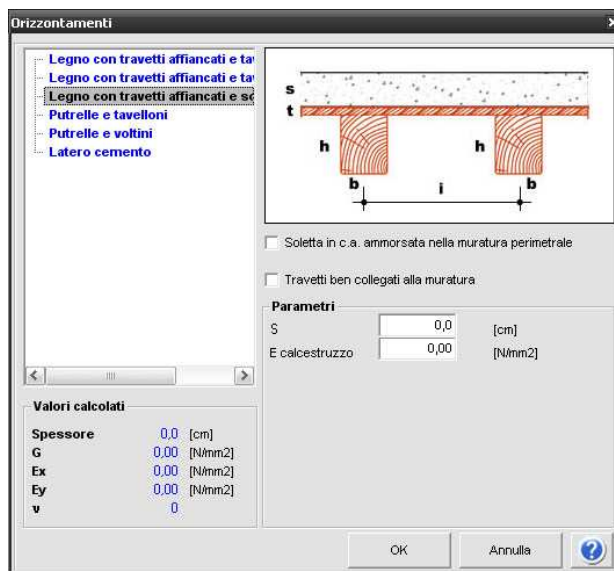 Orizzontamenti
Legno con travetti affiancati e ta
Legno con travetti affiancati e ta
Legno con travetti affiancati e so
Putrelle e tavelloni
Putrelle e voltini
Latero cemento
s
t
h
h
b
i
b
Soletta in c.a. ammorsata nella muratura perimetrale
Travetti ben collegati alla muratura
Parametri
S 0,0 [cm]
E calcestruzzo 0,00 [N/mm2]
Valori calcolati
Spessore 0,0 [cm]
G 0,00 [N/mm2]
Ex 0,00 [N/mm2]
Ey 0,00 [N/mm2]
ν 0
OK
Annulla
?